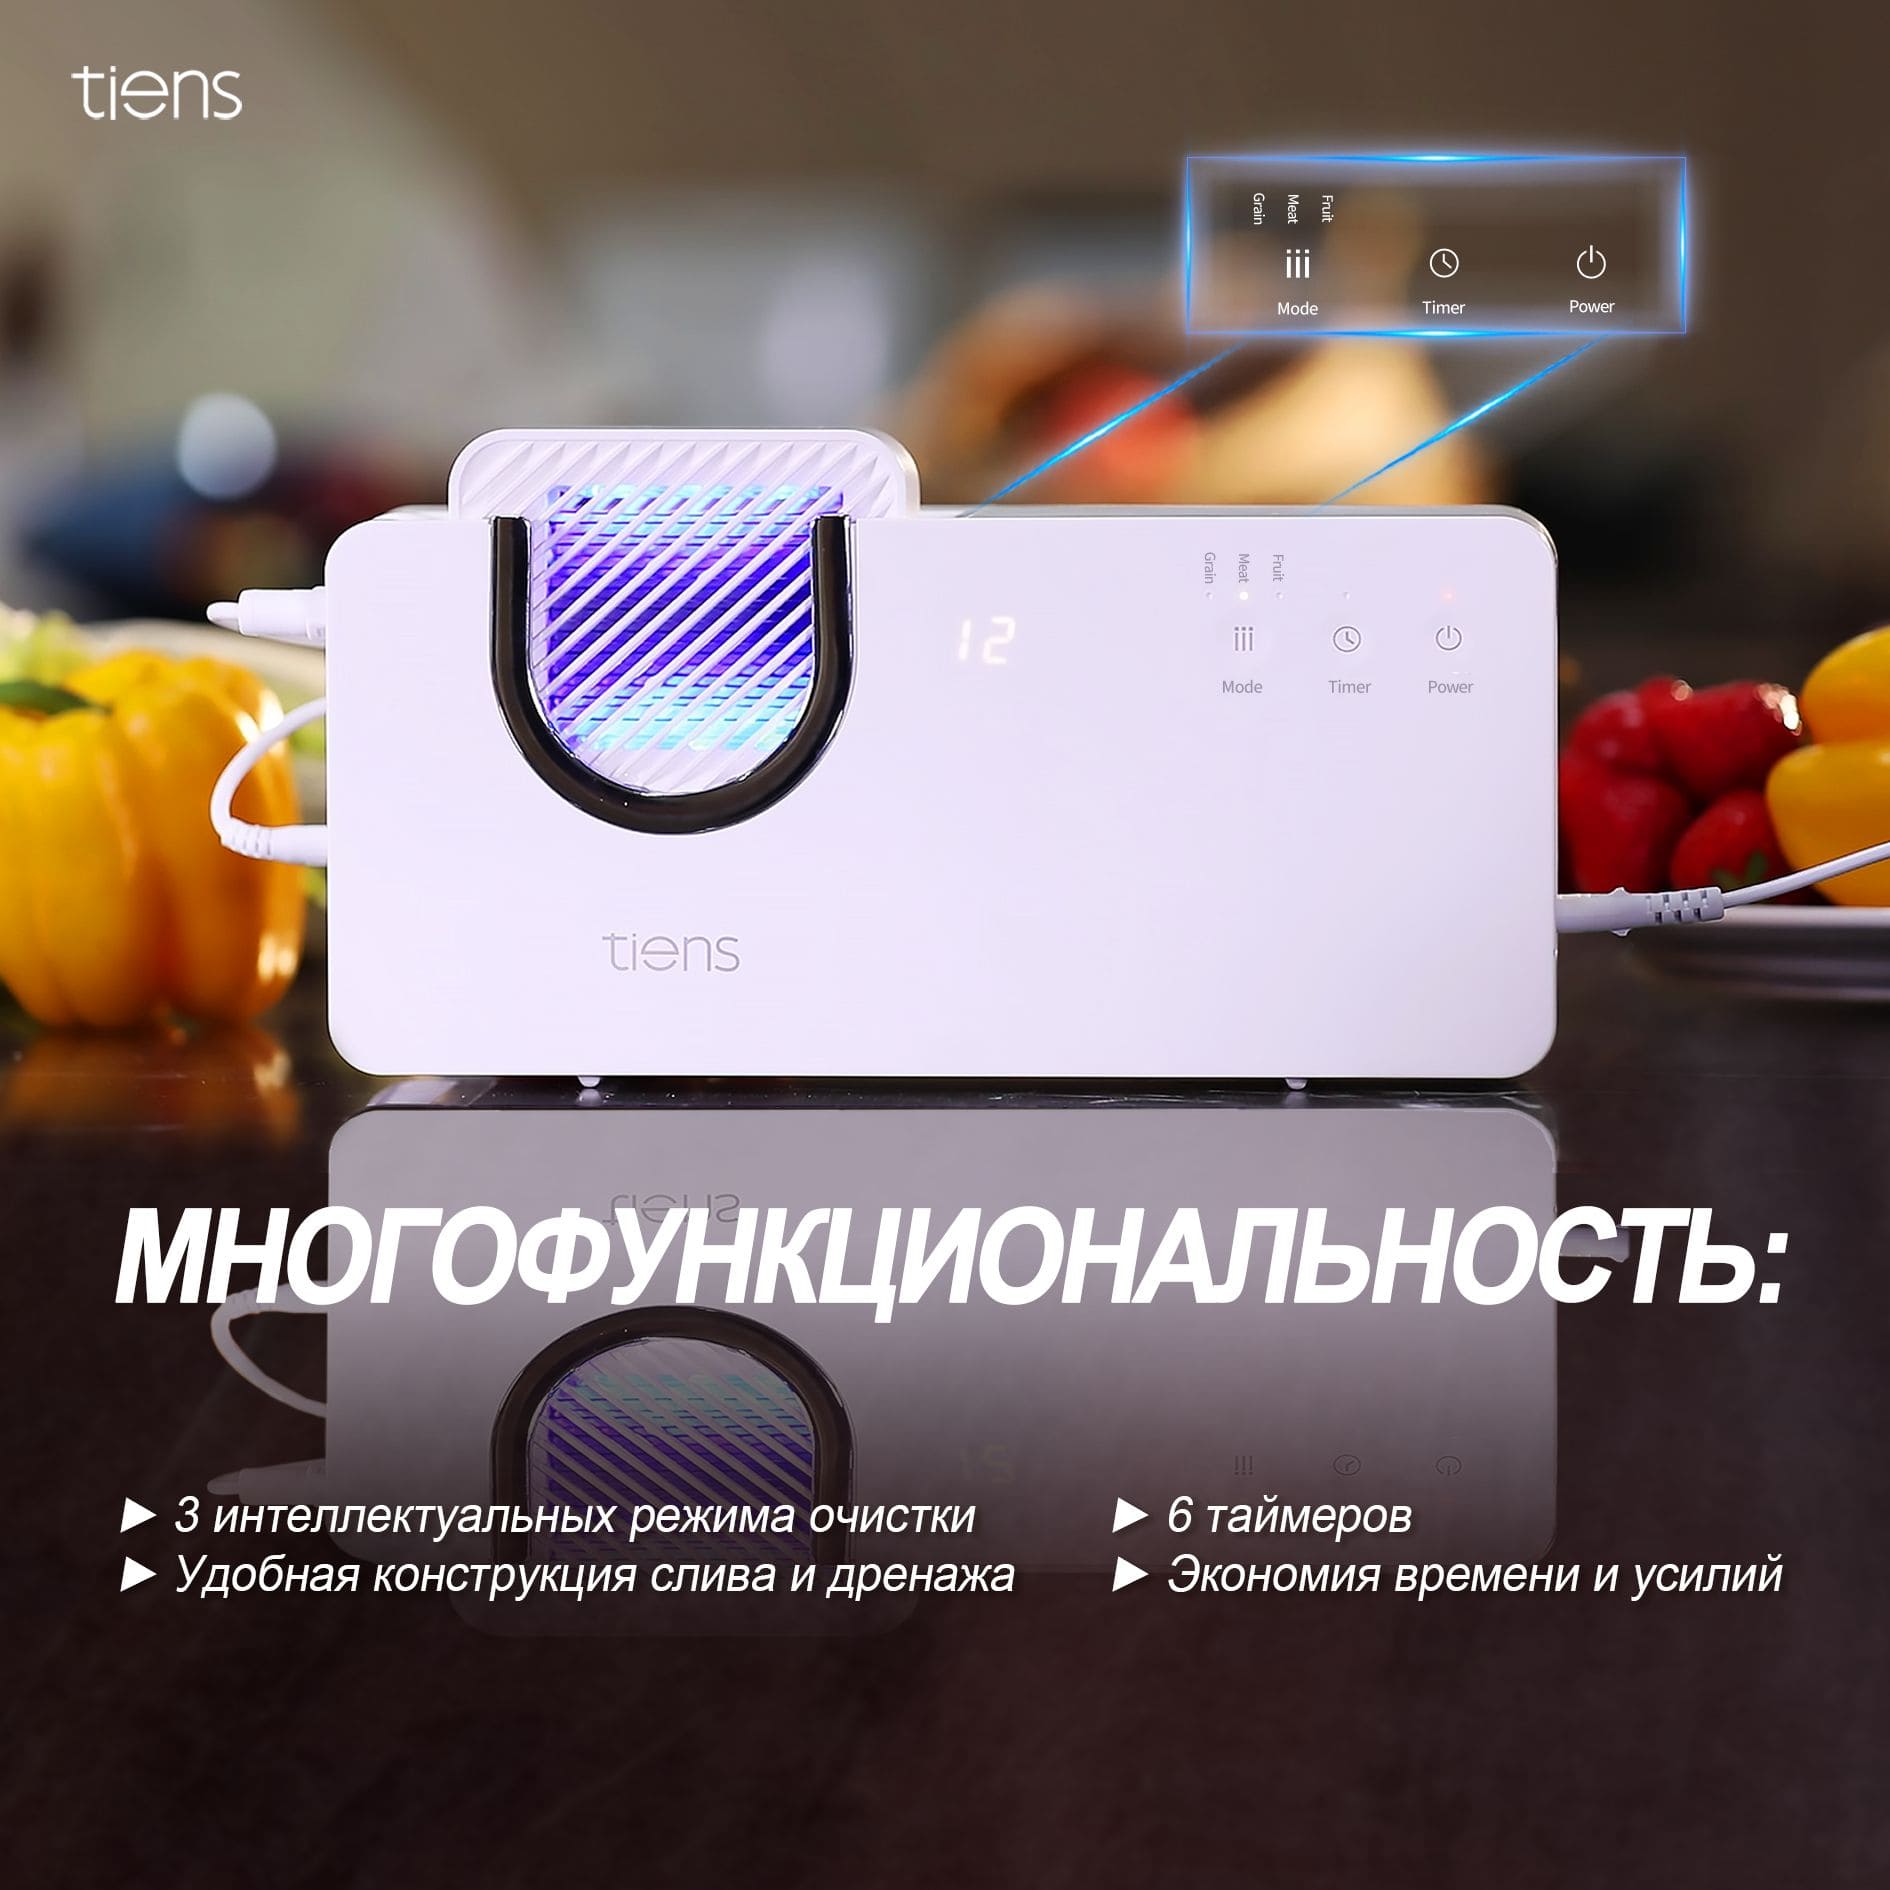 tiens
Grain Meat Fruit
Mode Timer Power
Grain Meat Fruit
12
Mode Timer Power
tiens
МНОГОФУНКЦИОНАЛЬНОСТЬ:
3 интеллектуальных режима очистки
Удобная конструкция слива и дренажа
6 таймеров
Экономия времени и усилий